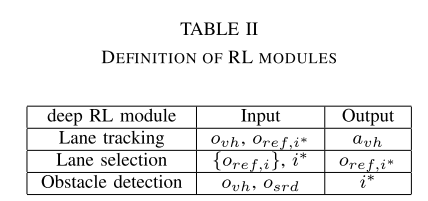 TABLE II
DEFINITION OF RL MODULES
deep RL module Input Output
Lane tracking o_{vh}, o_{ref,i*} a_{vh}
Lane selection {o_{ref,i}}, i* o_{ref,i*}
Obstacle detection o_{vh}, o_{srd} i*